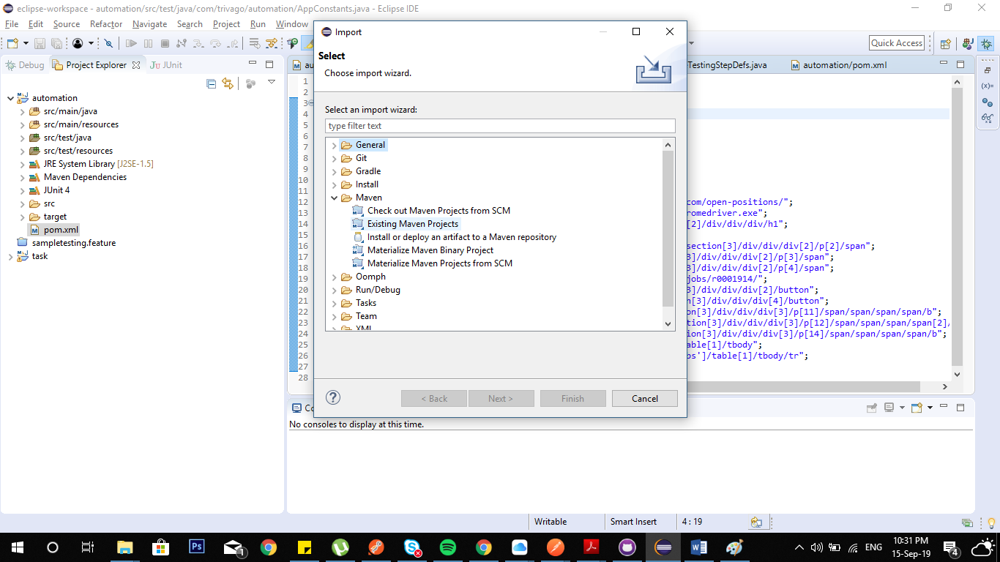 eclipse-workspace - automation/src/test/java/com/trivago/automation/AppConstants.java - Eclipse IDE
File Edit Source Refactor Navigate Search Project Run Window
Quick Access
Debug Project Explorer JUnit
automation
src/main/java
src/main/resources
src/test/java
src/test/resources
JRE System Library [J2SE-1.5]
Maven Dependencies
JUnit 4
src
target
pom.xml
sampletesting.feature
task
Import
Select
Choose import wizard.
Select an import wizard:
type filter text
General
Git
Gradle
Install
Maven
Check out Maven Projects from SCM
Existing Maven Projects
Install or deploy an artifact to a Maven repository
Materialize Maven Binary Project
Materialize Maven Projects from SCM
Oomph
Run/Debug
Tasks
Team
XML
< Back Next > Finish Cancel
au TestingStepDefs.java automation/pom.xml
1
2
3
4
5
6
7
8
9
10
11
12 com/open-positions/";
13 romedriver.exe";
14 [2]/div/div/div/h1";
15
16 section[3]/div/div/div[2]/p[2]/span";
17 3]/div/div/div[2]/p[3]/span";
18 3]/div/div/div[2]/p[4]/span";
19 jobs/r0001914/";
20 3]/div/div/div[2]/button";
21 n[3]/div/div/div[4]/button";
22 on[3]/div/div/div[3]/p[11]/span/span/span/span/b";
23 tion[3]/div/div/div[3]/p[12]/span/span/span/span[2]/
24 tion[3]/div/div/div[3]/p[14]/span/span/span/span/b";
25 able[1]/tbody";
26 bs']/table[1]/tbody/tr";
27
28
Co
No consoles to display at this time.
Writable Smart Insert 4 : 19
ENG 10:31 PM
15-Sep-19
1
4
Ps
(x)=